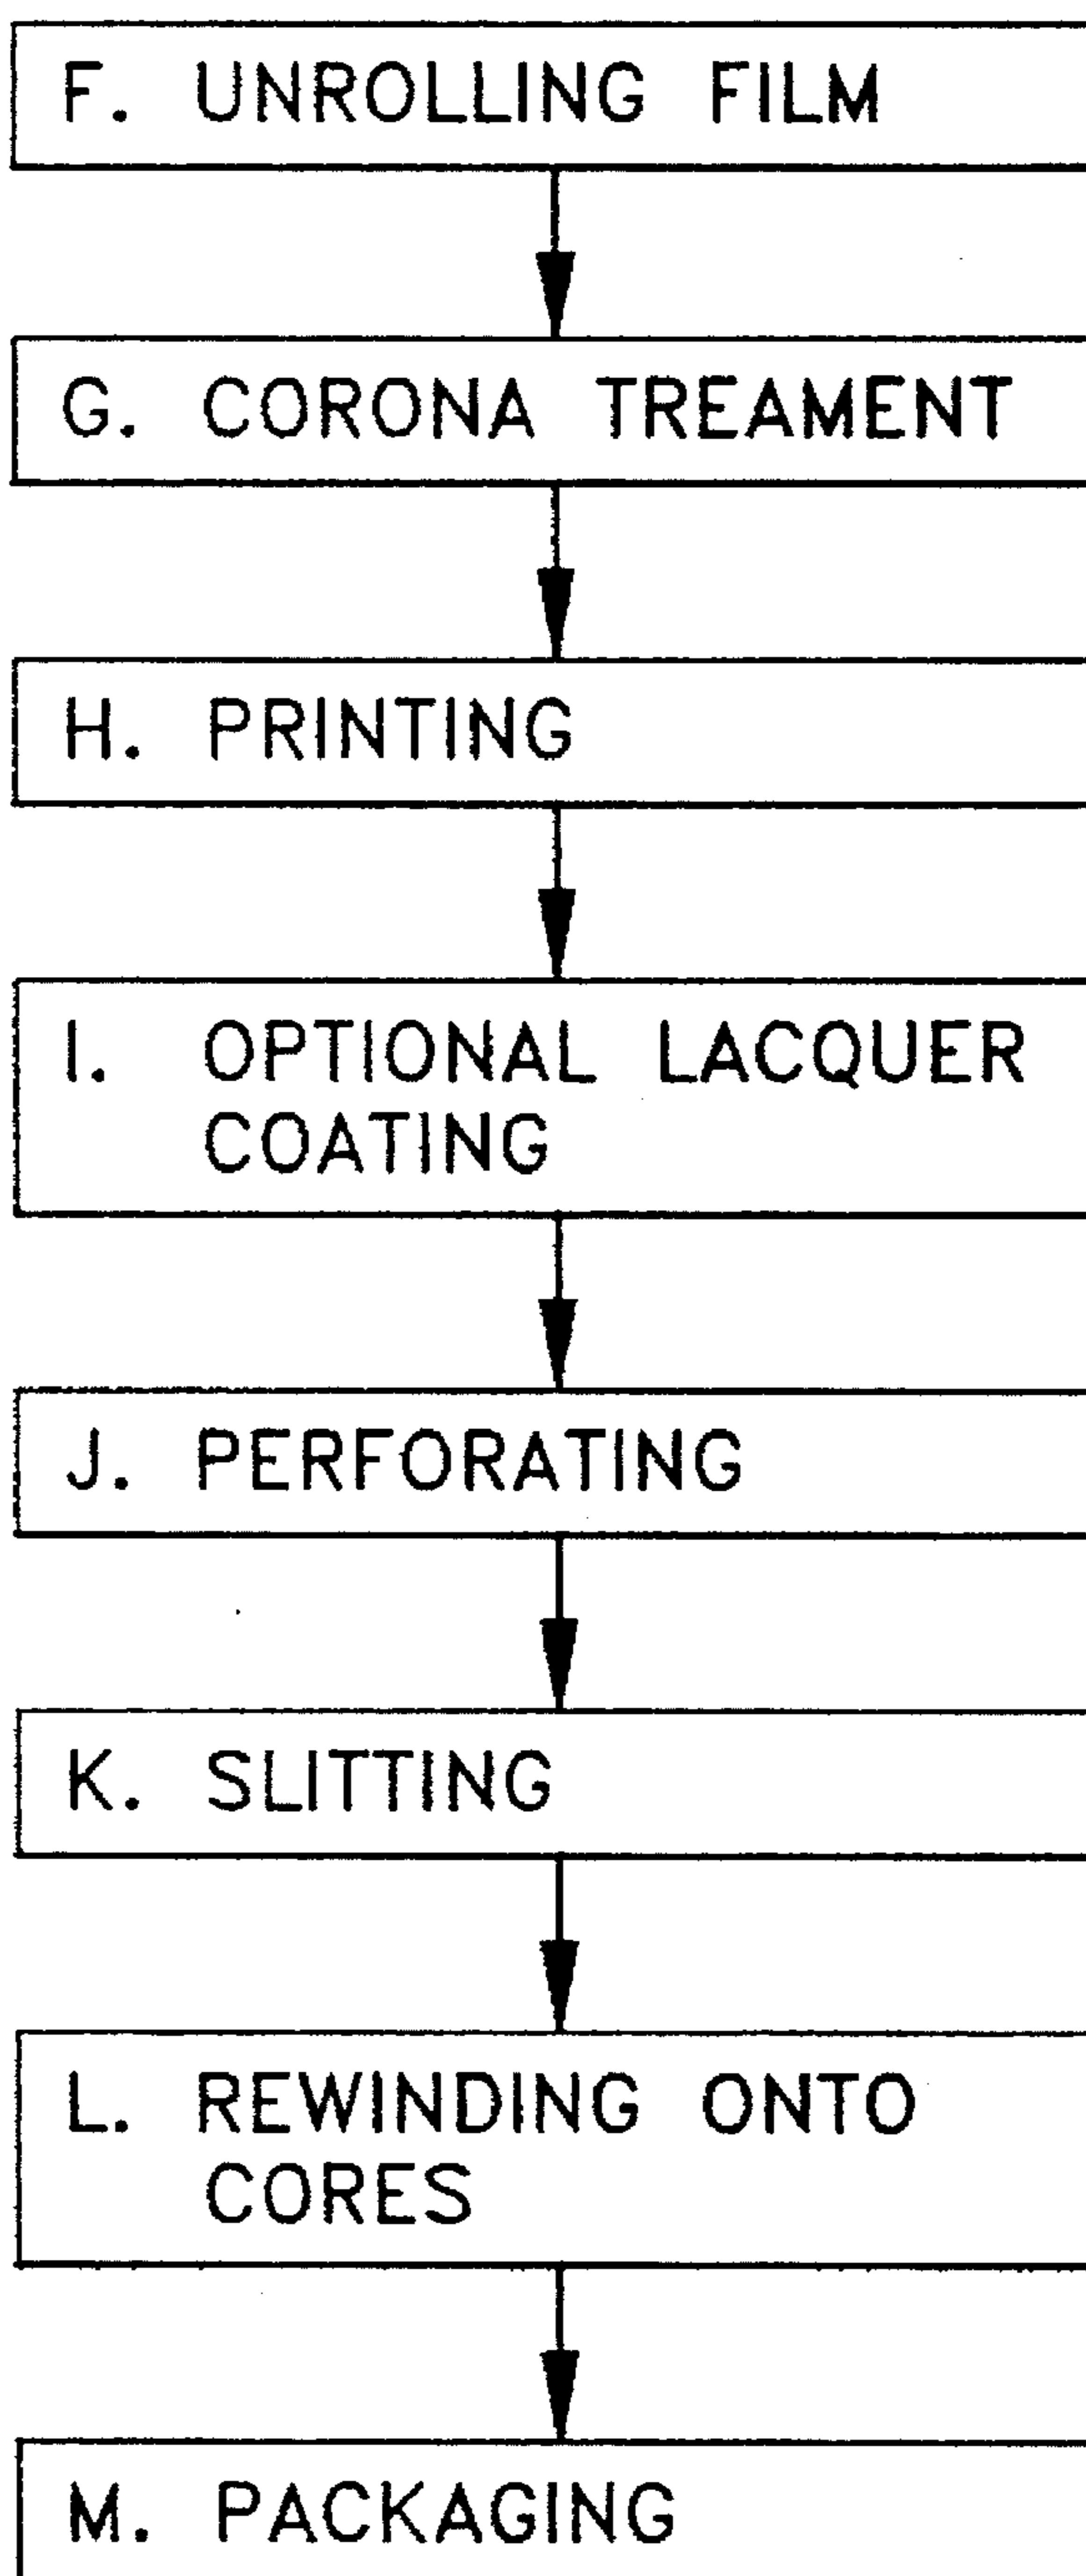 F. UNROLLING FILM
G. CORONA TREAMENT
H. PRINTING
I. OPTIONAL LACQUER
COATING
J. PERFORATING
K. SLITTING
L. REWINDING ONTO
CORES
M. PACKAGING